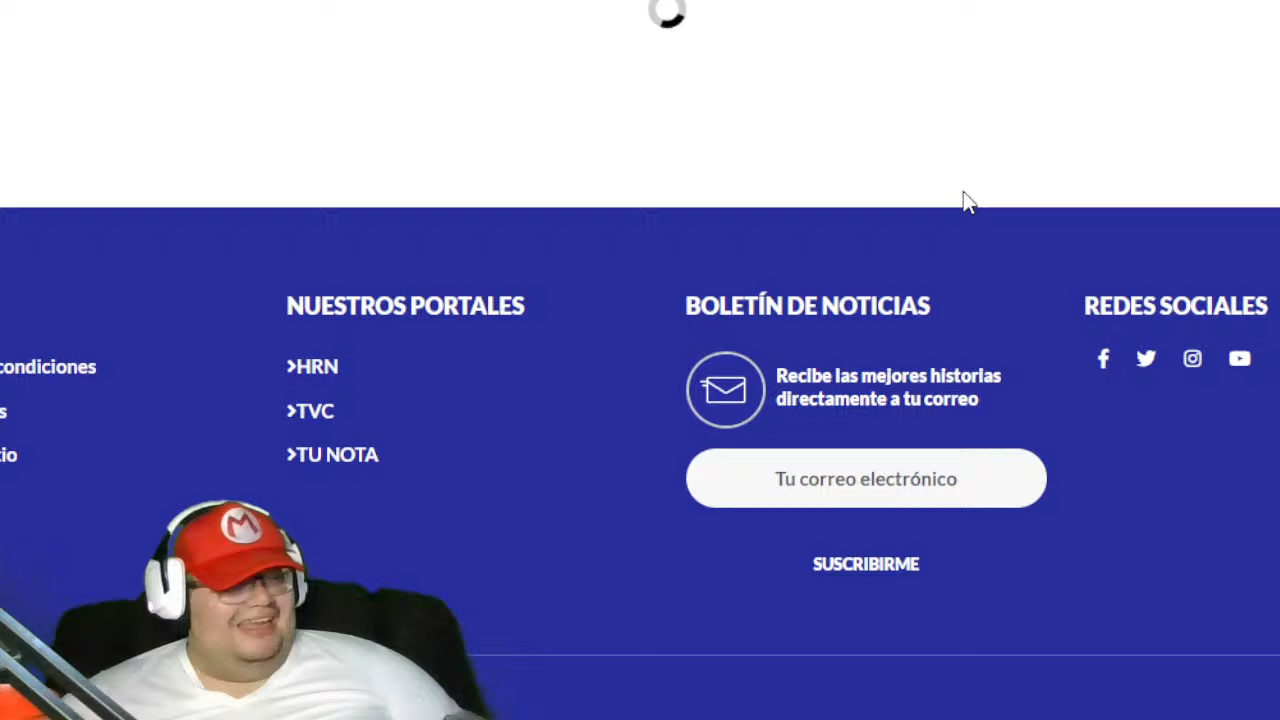 NUESTROS PORTALES
BOLETÍN DE NOTICIAS
REDES SOCIALES
condiciones
>HRN
Recibe las mejores historias
directamente a tu correo
>TVC
>TU NOTA
Tu correo electrónico
SUSCRIBIRME
M